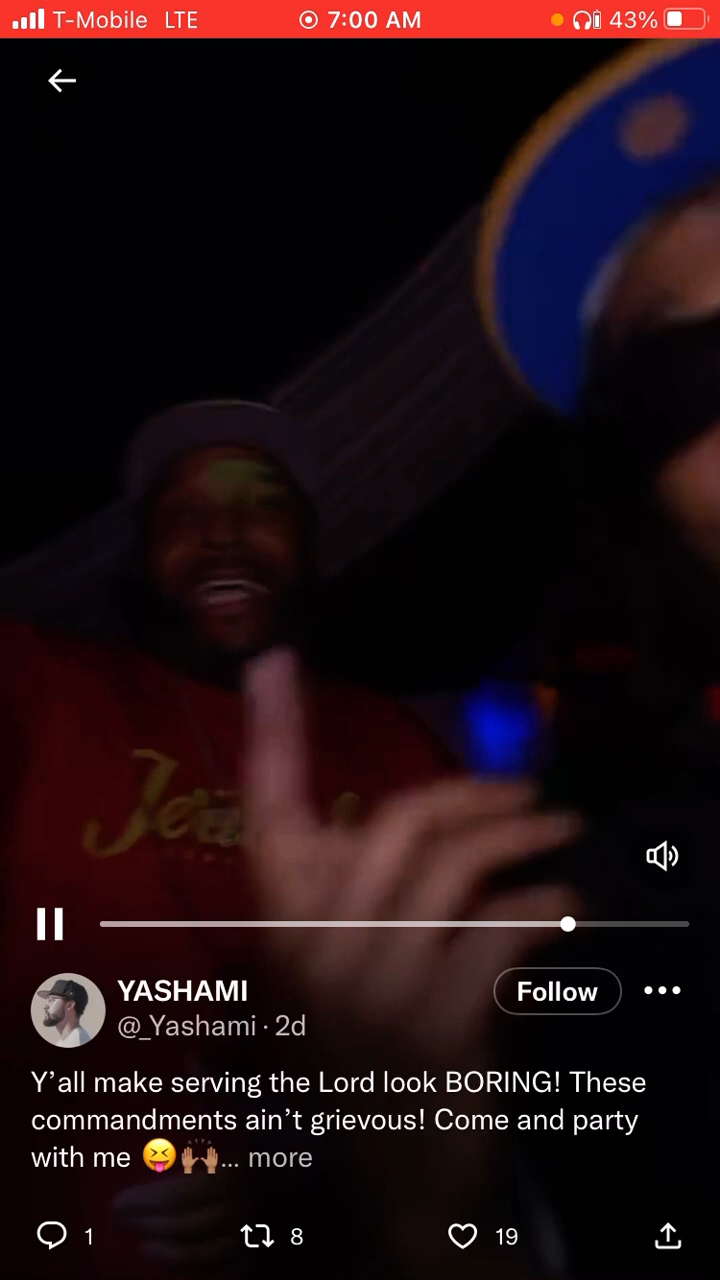 T-Mobile LTE 7:00 AM 43%
YASHAMI
@_Yashami · 2d
Follow
Y’all make serving the Lord look BORING! These
commandments ain’t grievous! Come and party
with me 😝🙌🏽... more
1 8 19